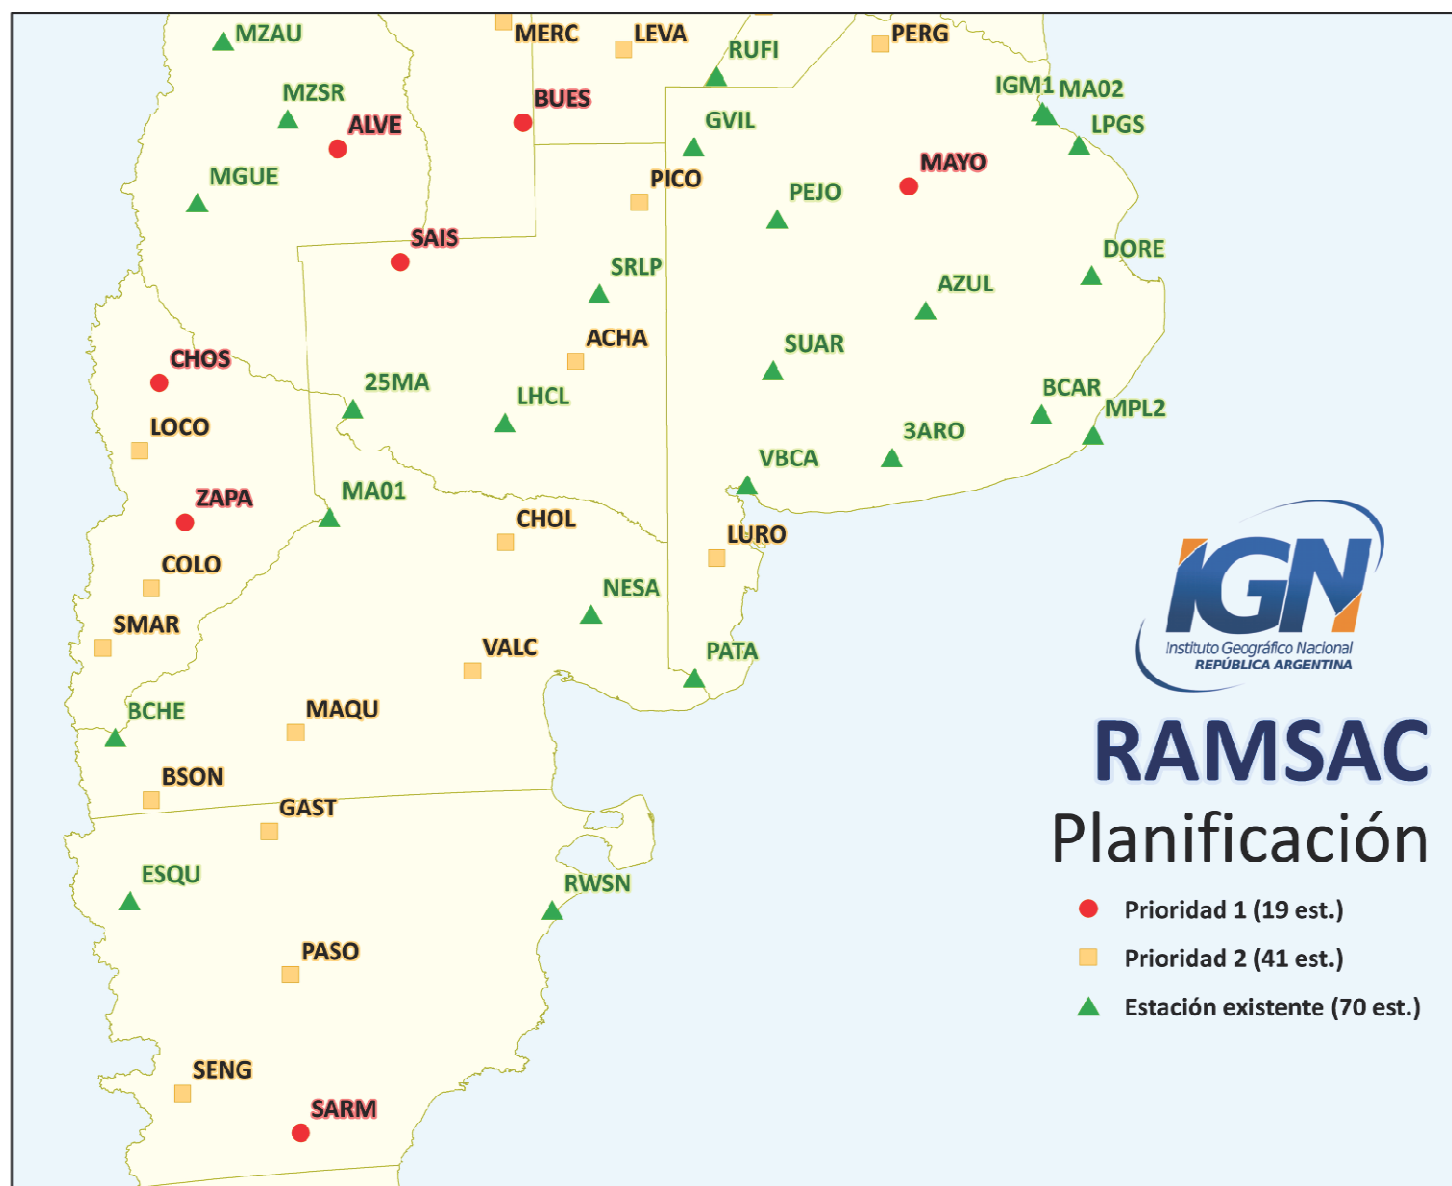 MZAU
MERC
LEVA
RUFI
PERG
MZSR
ALVE
BUES
GVIL
IGM1
MA02
LPGS
MGUE
PICO
MAYO
PEJO
SAIS
SRLP
DORE
AZUL
ACHA
SUAR
CHOS
25MA
LHCL
BCAR
MPL2
LOCO
3ARO
VBCA
ZAPA
MA01
CHOL
LURO
COLO
NESA
SMAR
VALC
PATA
BCHE
MAQU
BSON
GAST
ESQU
RWSN
PASO
SENG
SARM
IGN
Instituto Geográfico Nacional
REPÚBLICA ARGENTINA
RAMSAC
Planificación
Prioridad 1 (19 est.)
Prioridad 2 (41 est.)
Estación existente (70 est.)